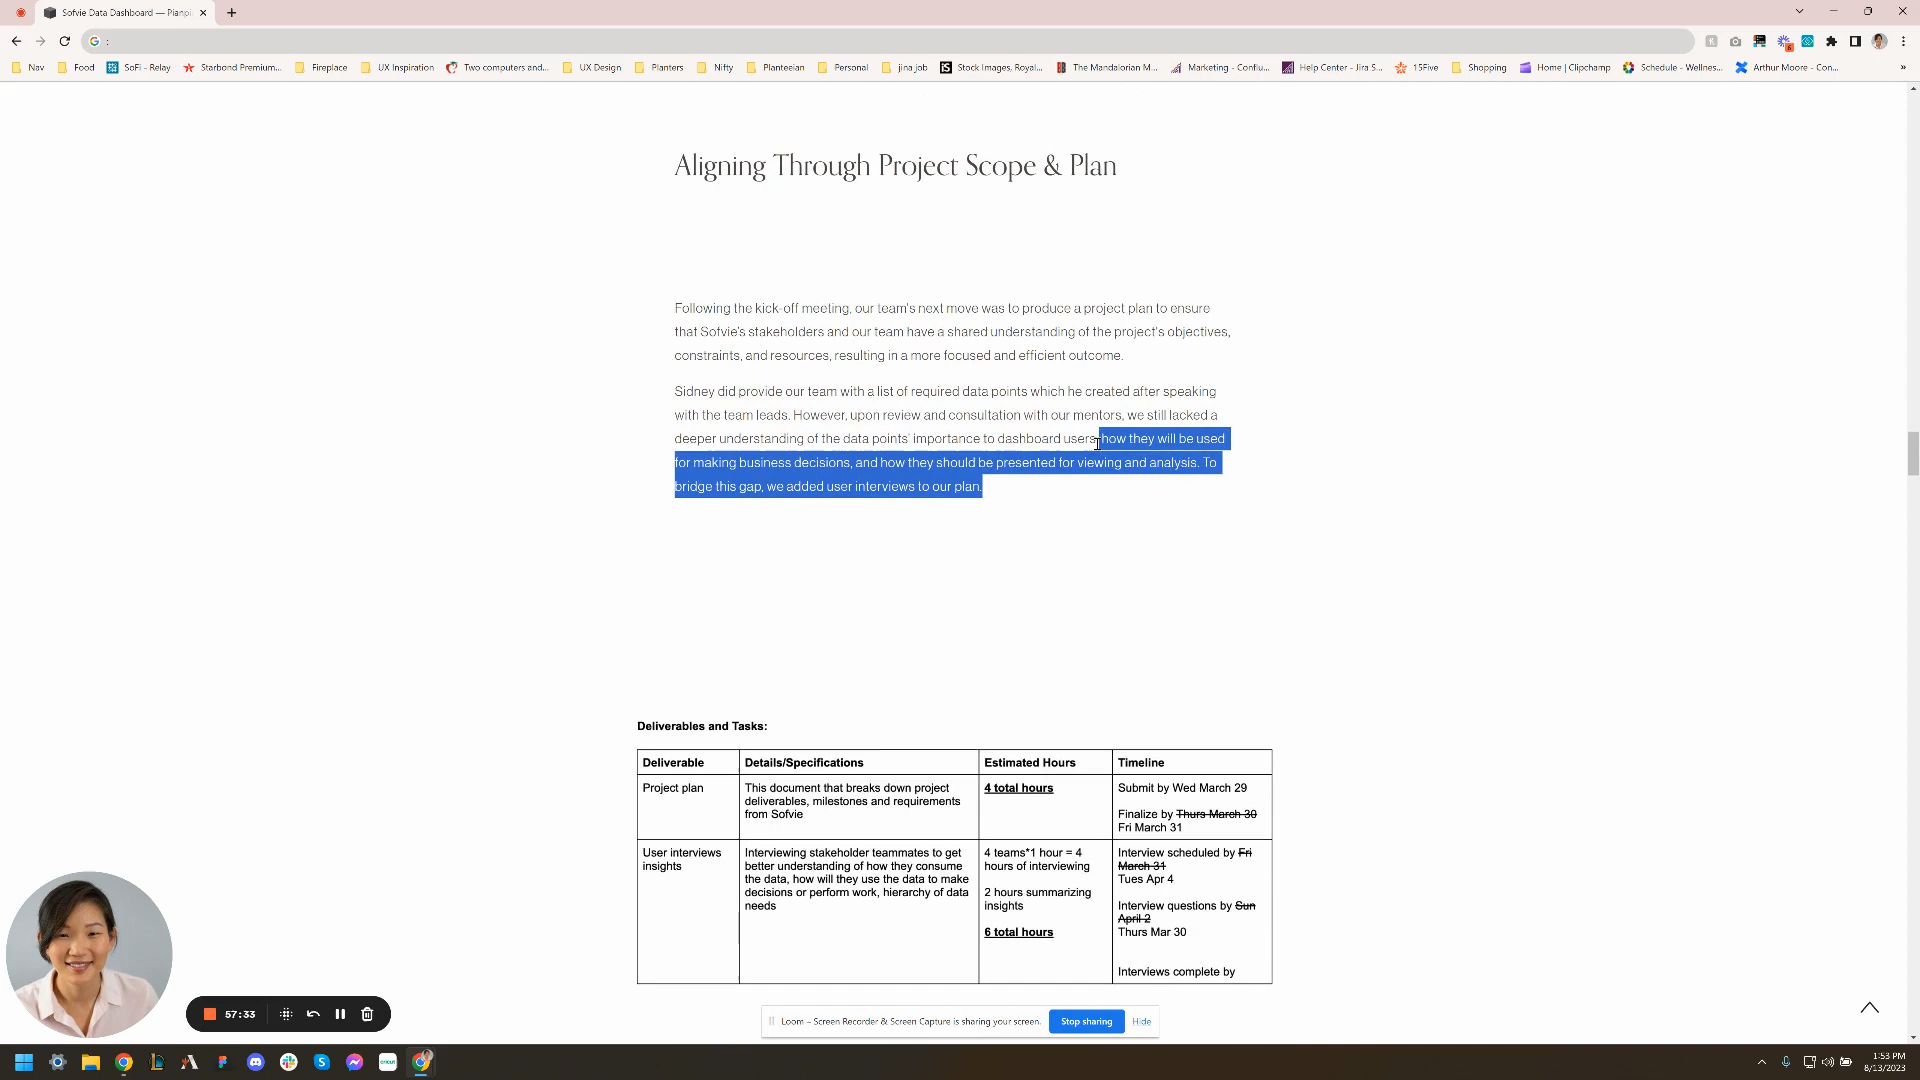 Sofvie Data Dashboard — Pianpi
:
Nav
Food
SoFi - Relay
Starbond Premium...
Fireplace
UX Inspiration
Two computers and...
UX Design
Planters
Nifty
Planteeian
Personal
jina job
Stock Images, Royal...
The Mandalorian M...
Marketing - Conflu...
Help Center - Jira S...
15Five
Shopping
Home | Clipchamp
Schedule - Wellnes...
Arthur Moore - Con...
»
Aligning Through Project Scope & Plan
Following the kick-off meeting, our team's next move was to produce a project plan to ensure
that Sofvie's stakeholders and our team have a shared understanding of the project's objectives,
constraints, and resources, resulting in a more focused and efficient outcome.
Sidney did provide our team with a list of required data points which he created after speaking
with the team leads. However, upon review and consultation with our mentors, we still lacked a
deeper understanding of the data points' importance to dashboard users, how they will be used
for making business decisions, and how they should be presented for viewing and analysis. To
bridge this gap, we added user interviews to our plan.
Deliverables and Tasks:
Deliverable
Details/Specifications
Estimated Hours
Timeline
Project plan
This document that breaks down project
deliverables, milestones and requirements
from Sofvie
4 total hours
Submit by Wed March 29
Finalize by Thurs March 30
Fri March 31
User interviews
insights
Interviewing stakeholder teammates to get
better understanding of how they consume
the data, how will they use the data to make
decisions or perform work, hierarchy of data
needs
4 teams*1 hour = 4
hours of interviewing
2 hours summarizing
insights
6 total hours
Interview scheduled by Fri
March 31
Tues Apr 4
Interview questions by Sun
April 2
Thurs Mar 30
Interviews complete by
57:33
Loom – Screen Recorder & Screen Capture is sharing your screen.
Stop sharing
Hide
cricut
1:53 PM
8/13/2023